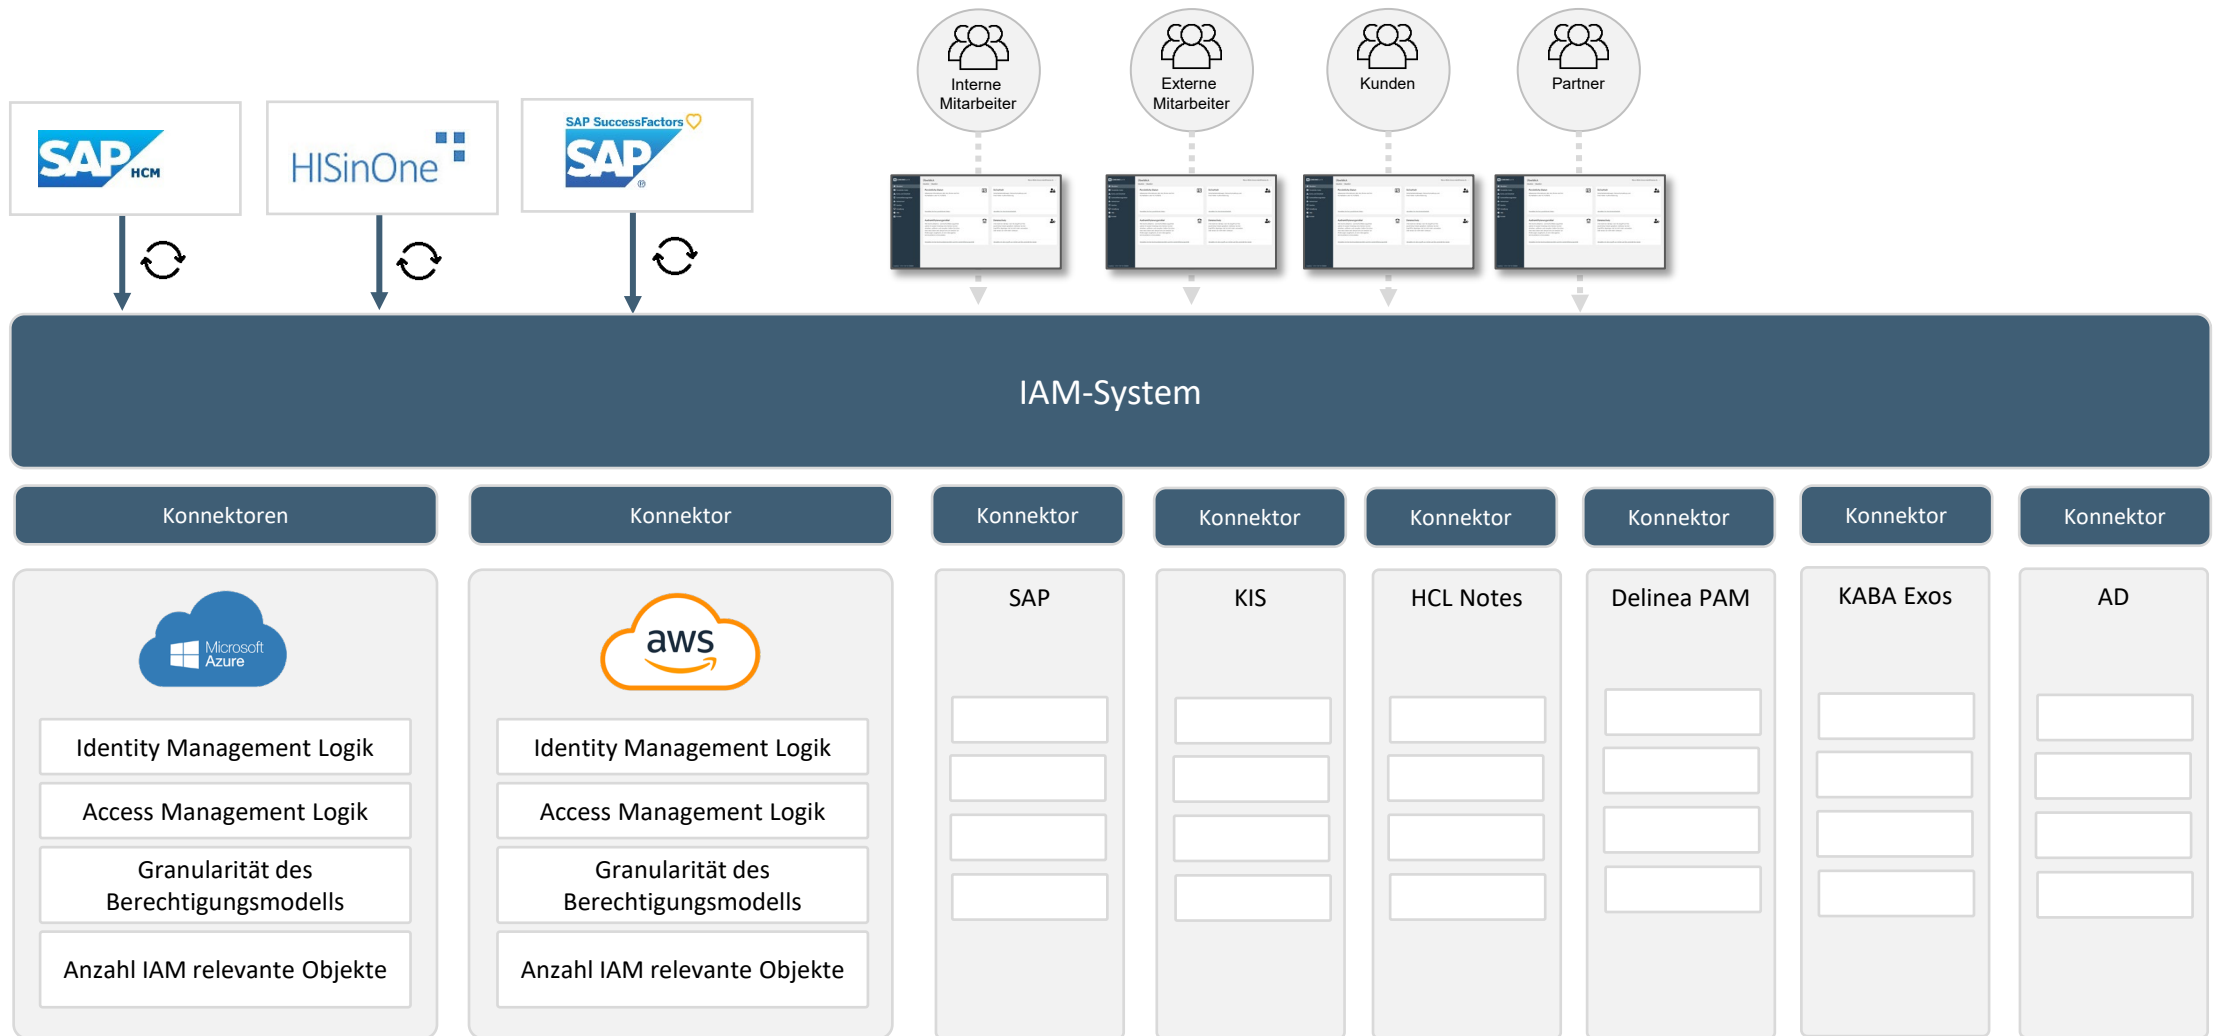 Interne
Mitarbeiter
Externe
Mitarbeiter
Kunden
Partner
SAP
HCM
HISinOne
SAP SuccessFactors
SAP
®
IAM-System
Konnektoren
Konnektor
Konnektor
Konnektor
Konnektor
Konnektor
Konnektor
Konnektor
Microsoft
Azure
Identity Management Logik
Access Management Logik
Granularität des
Berechtigungsmodells
Anzahl IAM relevante Objekte
aws
Identity Management Logik
Access Management Logik
Granularität des
Berechtigungsmodells
Anzahl IAM relevante Objekte
SAP
KIS
HCL Notes
Delinea PAM
KABA Exos
AD